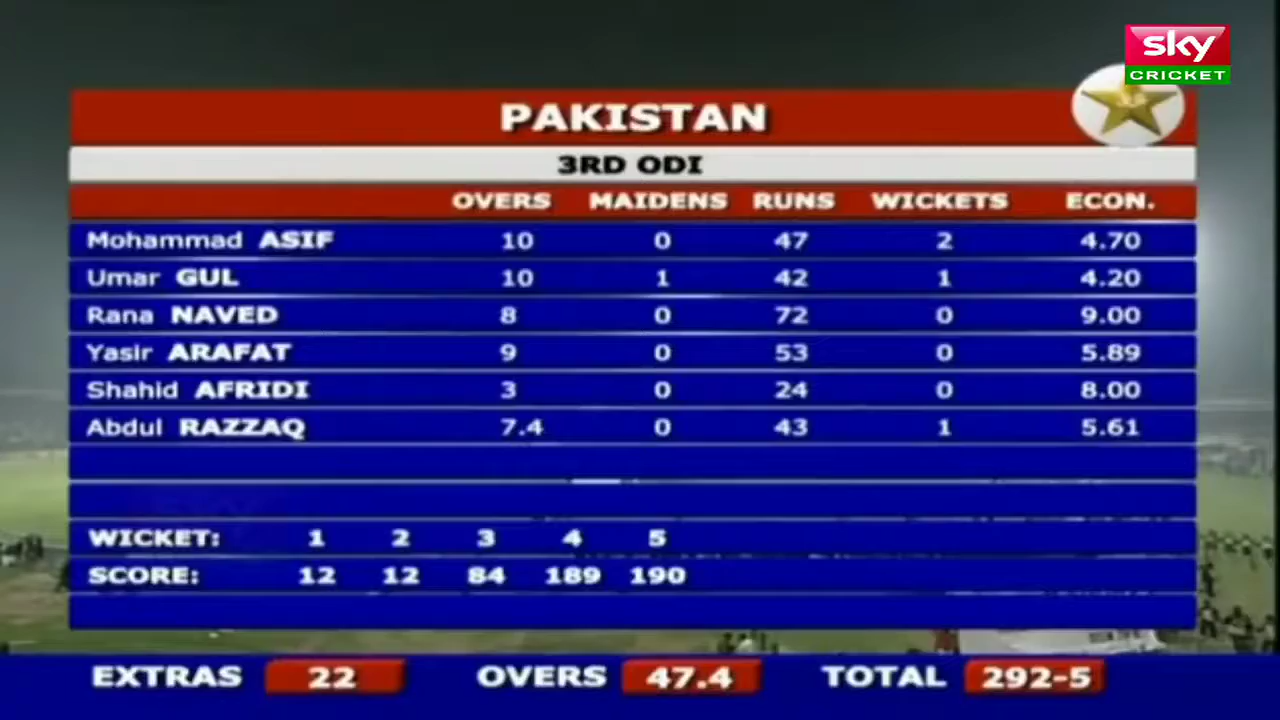 sky
CRICKET
PAKISTAN
3RD ODI
OVERS MAIDENS RUNS WICKETS ECON.
Mohammad ASIF 10 0 47 2 4.70
Umar GUL 10 1 42 1 4.20
Rana NAVED 8 0 72 0 9.00
Yasir ARAFAT 9 0 53 0 5.89
Shahid AFRIDI 3 0 24 0 8.00
Abdul RAZZAQ 7.4 0 43 1 5.61
WICKET: 1 2 3 4 5
SCORE: 12 12 84 189 190
EXTRAS 22 OVERS 47.4 TOTAL 292-5